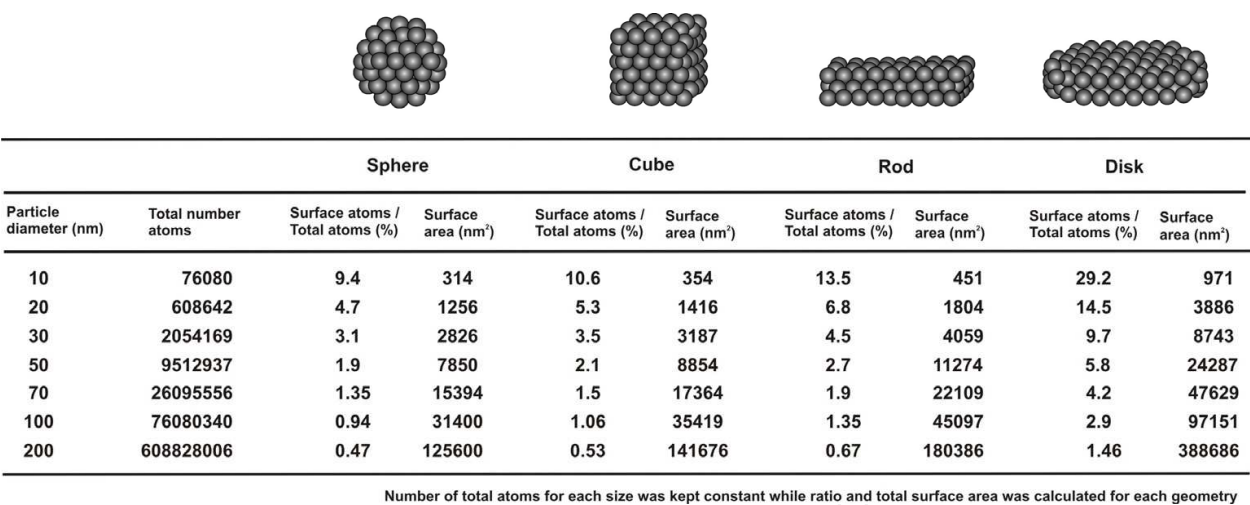 Sphere Cube Rod Disk
Particle diameter (nm) Total number atoms Surface atoms / Total atoms (%) Surface area (nm²) Surface atoms / Total atoms (%) Surface area (nm²) Surface atoms / Total atoms (%) Surface area (nm²) Surface atoms / Total atoms (%) Surface area (nm²)
10 76080 9.4 314 10.6 354 13.5 451 29.2 971
20 608642 4.7 1256 5.3 1416 6.8 1804 14.5 3886
30 2054169 3.1 2826 3.5 3187 4.5 4059 9.7 8743
50 9512937 1.9 7850 2.1 8854 2.7 11274 5.8 24287
70 26095556 1.35 15394 1.5 17364 1.9 22109 4.2 47629
100 76080340 0.94 31400 1.06 35419 1.35 45097 2.9 97151
200 608828006 0.47 125600 0.53 141676 0.67 180386 1.46 388686
Number of total atoms for each size was kept constant while ratio and total surface area was calculated for each geometry